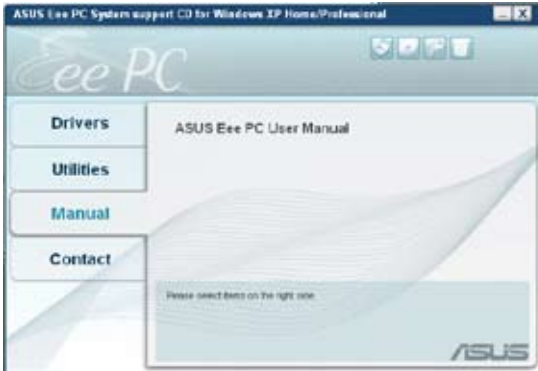 ASUS Eee PC System support CD for Windows XP Home/Professional
Eee PC
Drivers
Utilities
Manual
Contact
ASUS Eee PC User Manual
Please select items on the right side.
ASUS